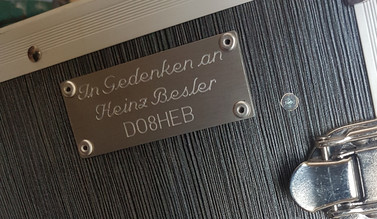 In Gedenken an
Heinz Besler
DO8HEB